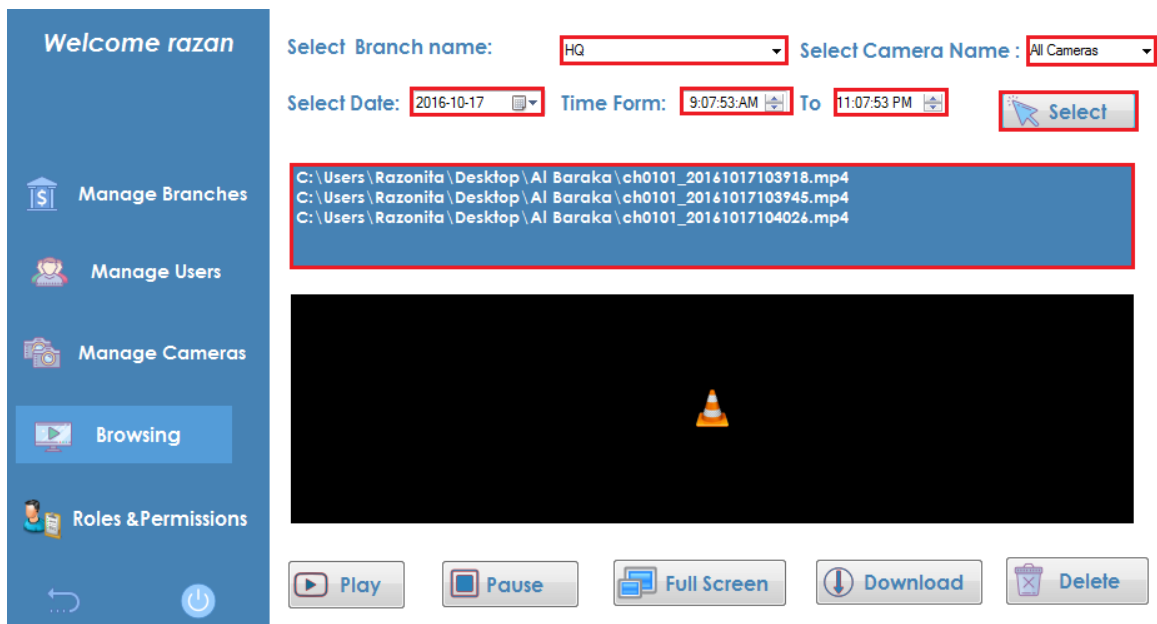 Welcome razan
Manage Branches
Manage Users
Manage Cameras
Browsing
Roles &Permissions
Select Branch name: HQ Select Camera Name : All Cameras
Select Date: 2016-10-17 Time Form: 9:07:53:AM To 11:07:53 PM Select
C:\Users\Razonita\Desktop\Al Baraka\ch0101_20161017103918.mp4
C:\Users\Razonita\Desktop\Al Baraka\ch0101_20161017103945.mp4
C:\Users\Razonita\Desktop\Al Baraka\ch0101_20161017104026.mp4
Play Pause Full Screen Download Delete